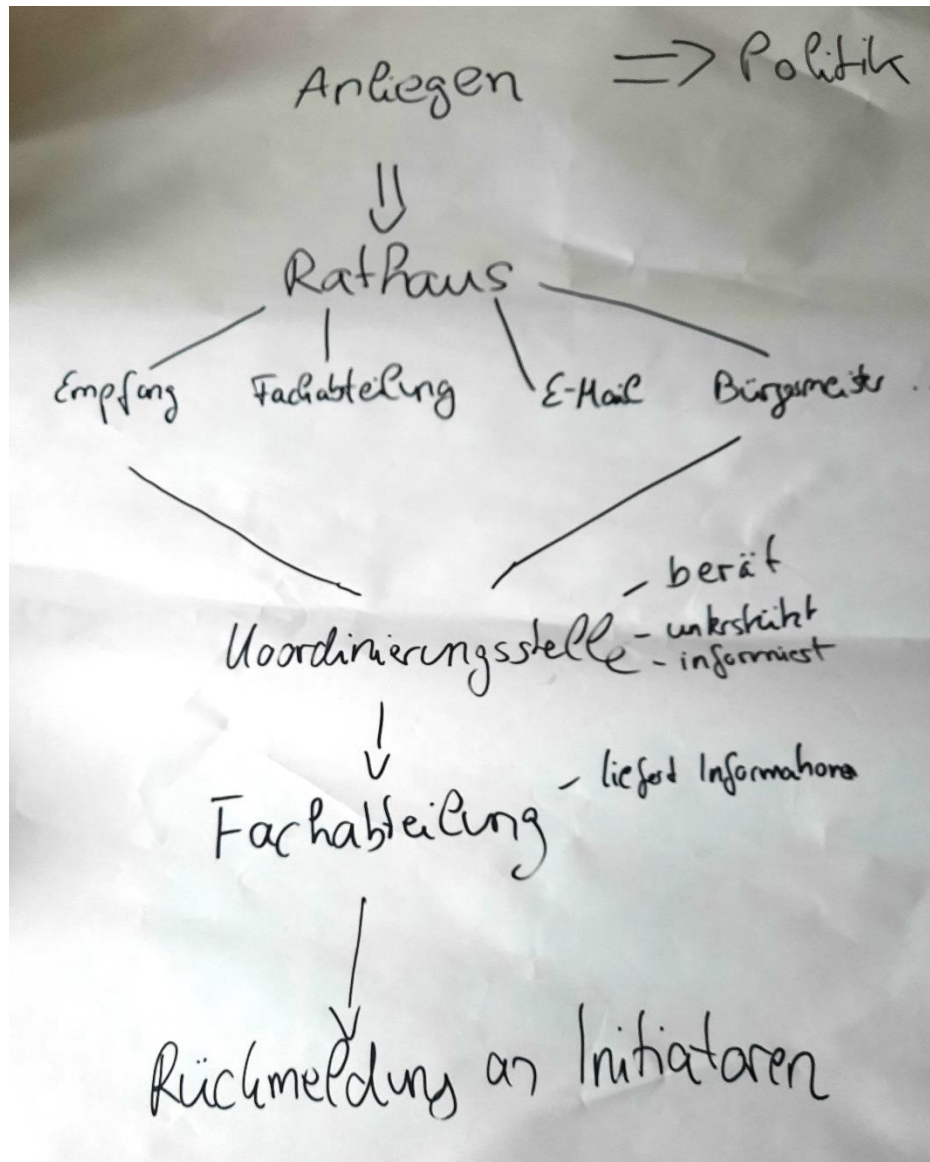 Anliegen => Politik
Rathaus
Empfang Fachabteilung E-Mail Bürgermeister
Koordinierungsstelle
- berät
- unterstützt
- informiert
Fachabteilung
- liefert Informationen
Rückmeldung an Initiatoren